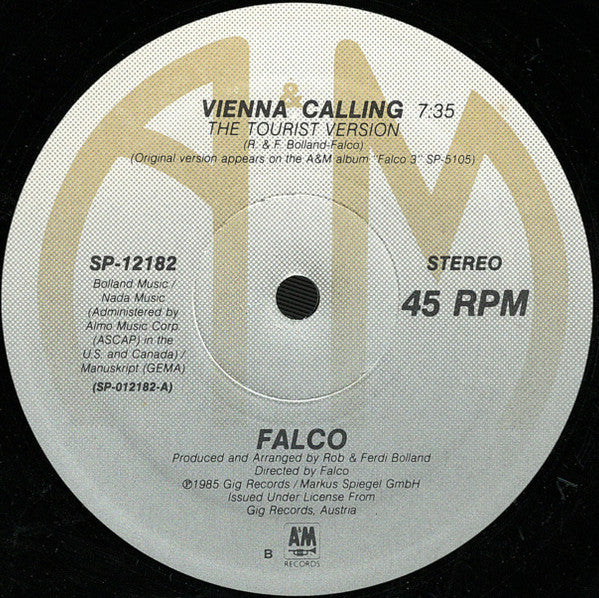 A&M
VIENNA CALLING 7:35
THE TOURIST VERSION
(R. & F. Bolland-Falco)
(Original version appears on the A&M album "Falco 3" SP-5105)
SP-12182
Bolland Music /
Nada Music
(Administered by
Almo Music Corp.
(ASCAP) in the
U.S. and Canada) /
Manuskript (GEMA)
(SP-012182-A)
STEREO
45 RPM
FALCO
Produced and Arranged by Rob & Ferdi Bolland
Directed by Falco
℗1985 Gig Records / Markus Spiegel GmbH
Issued Under License From
Gig Records, Austria
B
A&M
RECORDS